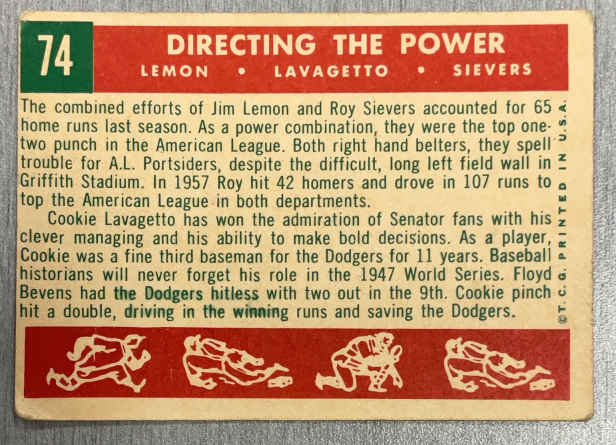 74
DIRECTING THE POWER
LEMON • LAVAGETTO • SIEVERS
The combined efforts of Jim Lemon and Roy Sievers accounted for 65
home runs last season. As a power combination, they were the top one-
two punch in the American League. Both right hand belters, they spell
trouble for A.L. Portsiders, despite the difficult, long left field wall in
Griffith Stadium. In 1957 Roy hit 42 homers and drove in 107 runs to
top the American League in both departments.
Cookie Lavagetto has won the admiration of Senator fans with his
clever managing and his ability to make bold decisions. As a player,
Cookie was a fine third baseman for the Dodgers for 11 years. Baseball
historians will never forget his role in the 1947 World Series. Floyd
Bevens had the Dodgers hitless with two out in the 9th. Cookie pinch
hit a double, driving in the winning runs and saving the Dodgers.
©T.C.G. PRINTED IN U.S.A.